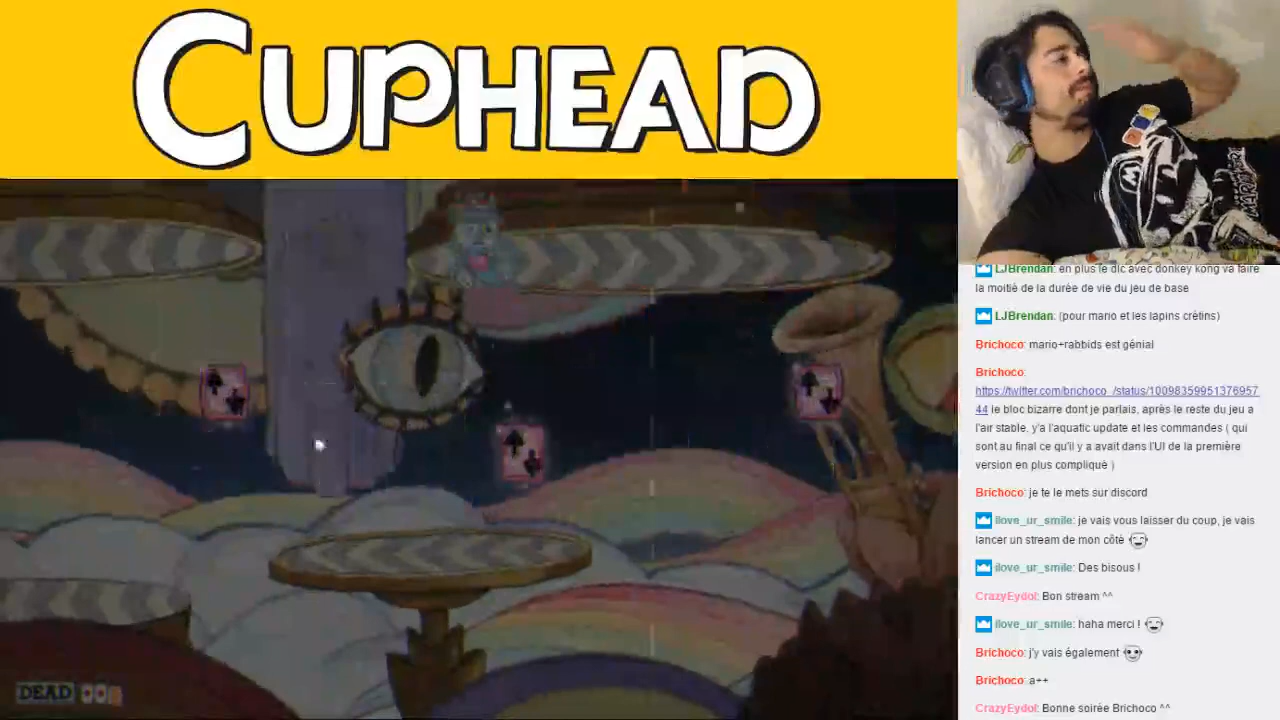 CUPHEAD
LJBrendan: en plus le dlc avec donkey kong va faire
la moitié de la durée de vie du jeu de base
LJBrendan: (pour mario et les lapins crétins)
Brichoco: mario+rabbids est génial
Brichoco:
https://twitter.com/brichoco_/status/10098359951376957
44 le bloc bizarre dont je parlais, après le reste du jeu a
l'air stable, y'a l'aquatic update et les commandes ( qui
sont au final ce qu'il y a avait dans l'UI de la première
version en plus compliqué )
Brichoco: je te le mets sur discord
ilove_ur_smile: je vais vous laisser du coup, je vais
lancer un stream de mon côté
ilove_ur_smile: Des bisous !
CrazyEydol: Bon stream ^^
ilove_ur_smile: haha merci !
Brichoco: j'y vais également
Brichoco: a++
CrazyEydol: Bonne soirée Brichoco ^^
DEAD